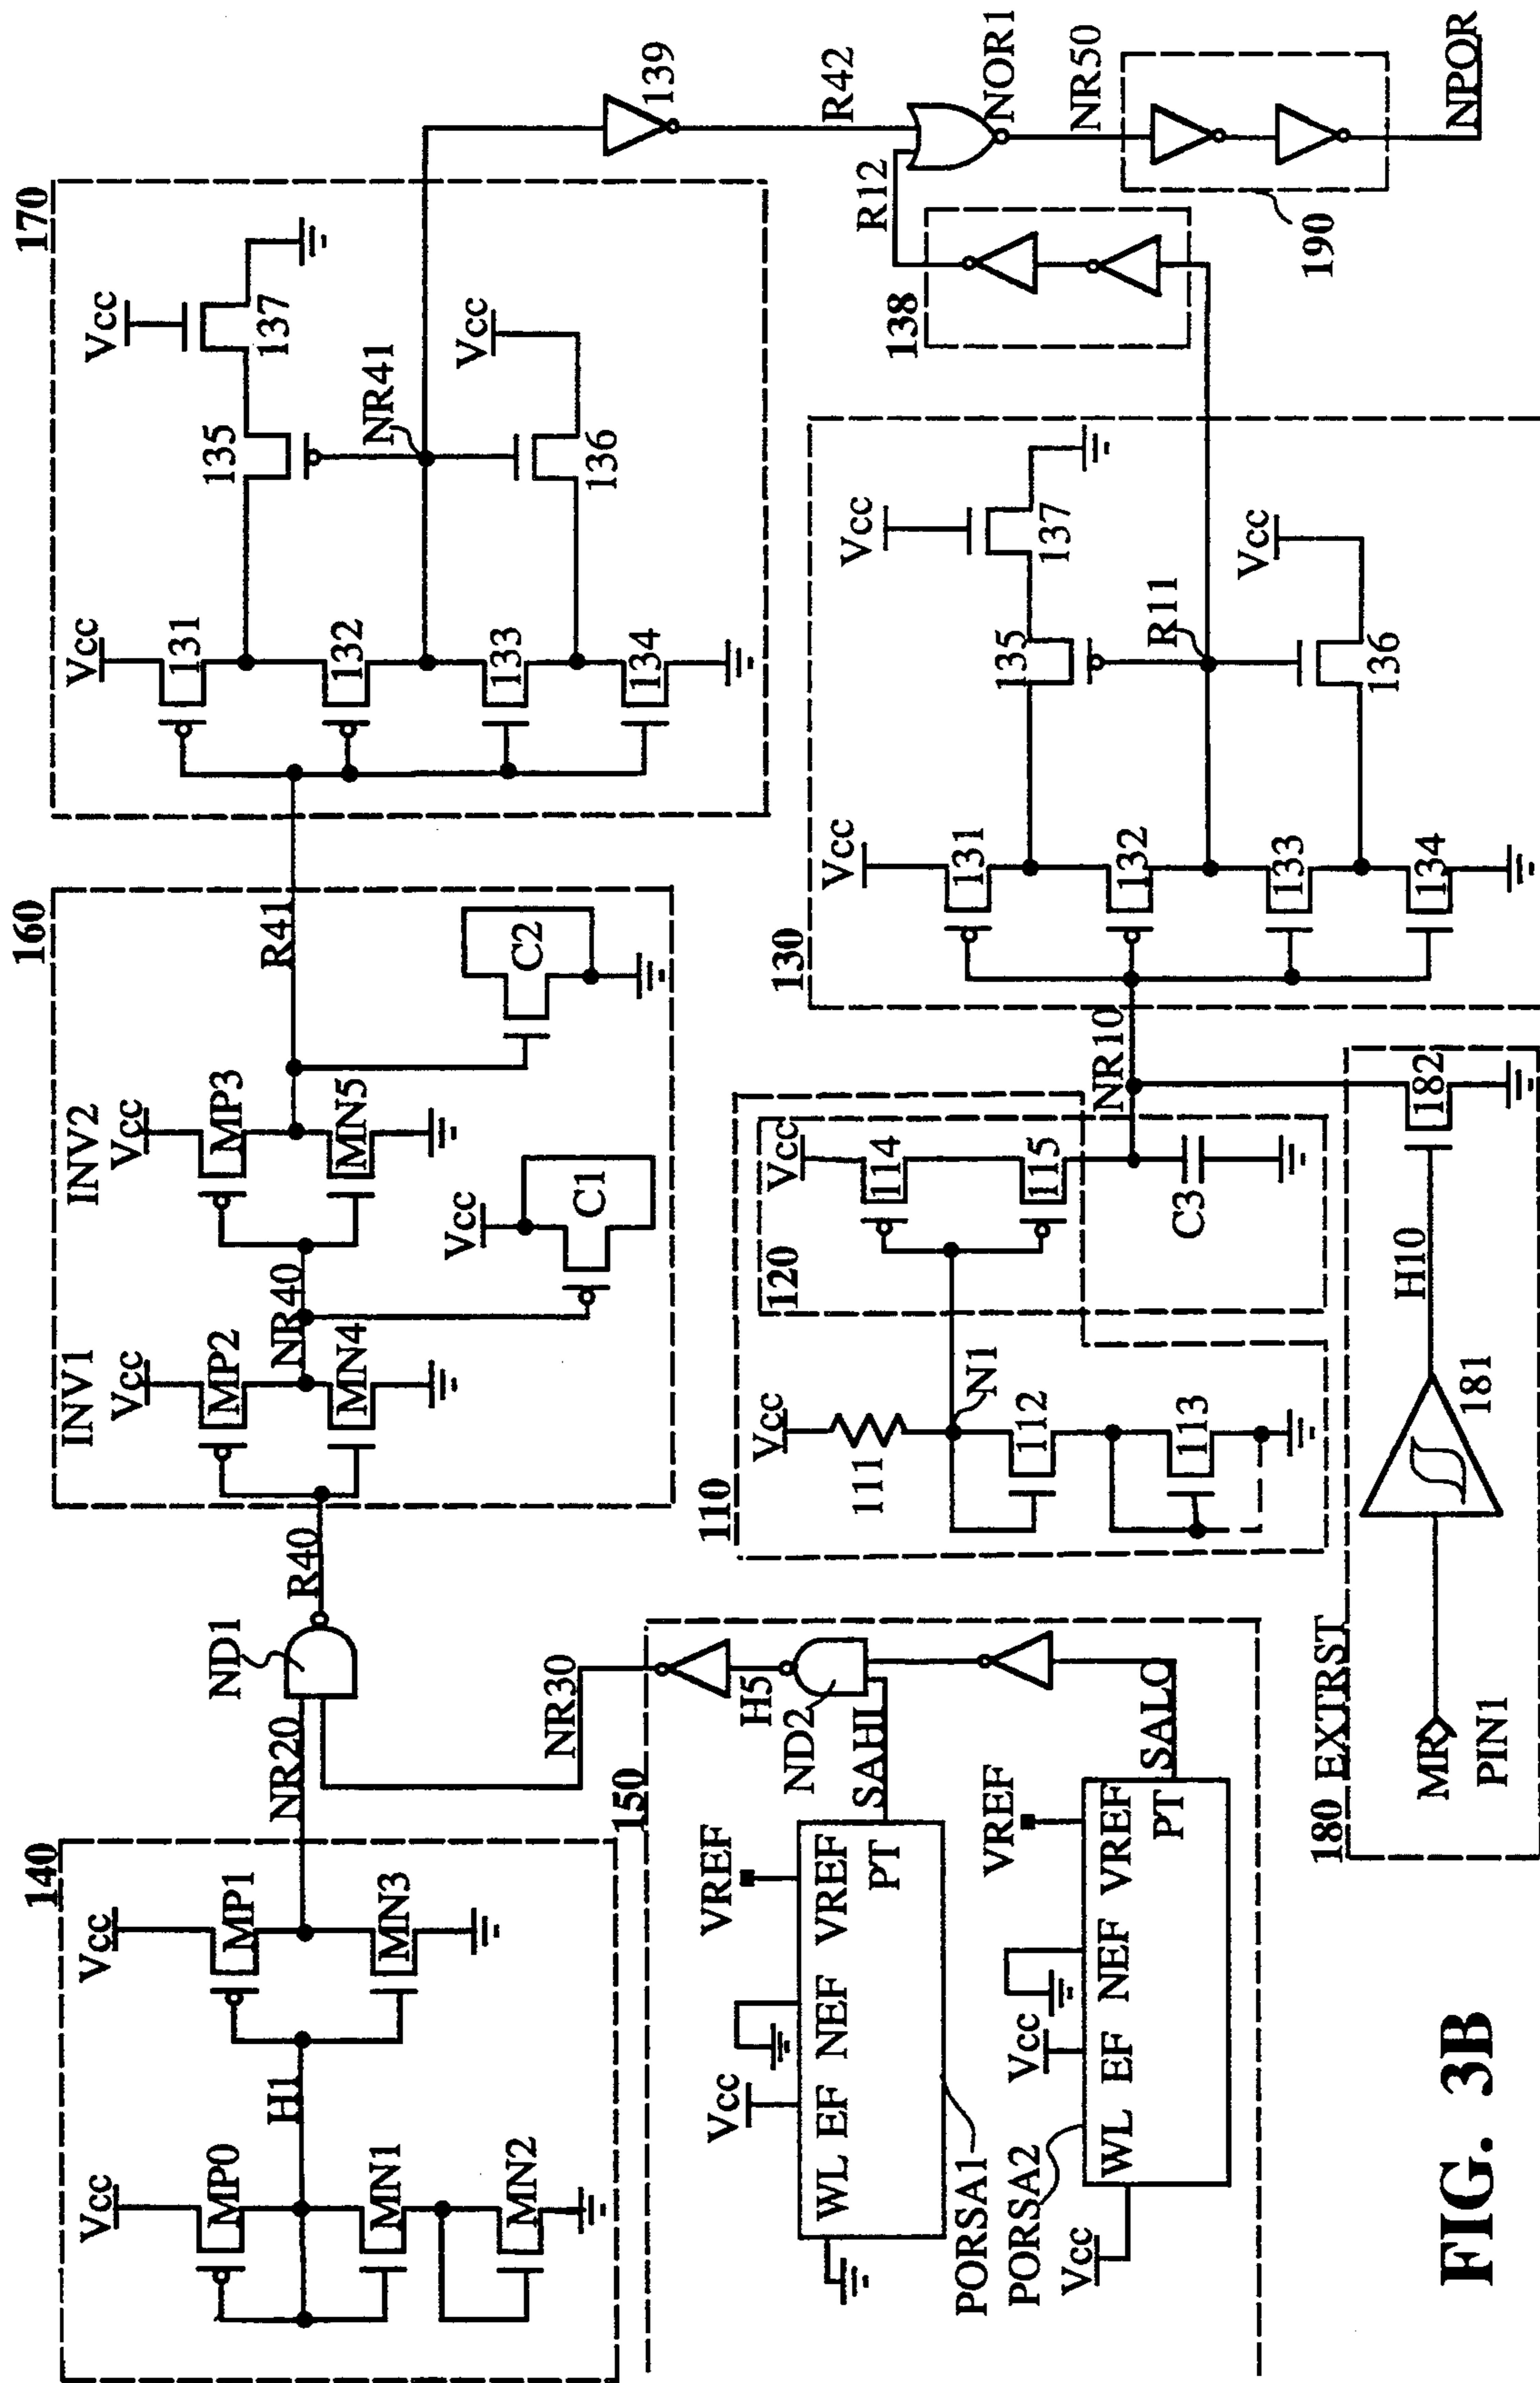 140
Vcc
MP0
MN1
MN2
H1
Vcc
MP1
MN3
NR20
ND1
R40
160
INV1
Vcc
MP2
MN4
NR40
Vcc
C1
INV2
Vcc
MP3
MN5
R41
C2
170
Vcc
131
132
133
134
135
Vcc
137
NR41
136
Vcc
139
R42
NOR1
R12
138
NR50
190
NPOR
150
WL EF NEF VREF
PT
Vcc
VREF
PORSA1
SAHI
ND2
H5
NR30
WL EF NEF VREF
PT
Vcc
Vcc
VREF
PORSA2
SALO
110
Vcc
111
N1
112
113
120
Vcc
114
115
C3
NR10
130
Vcc
131
132
133
134
135
Vcc
137
R11
136
Vcc
180 EXTRST
MR
PIN1
181
H10
182
FIG. 3B